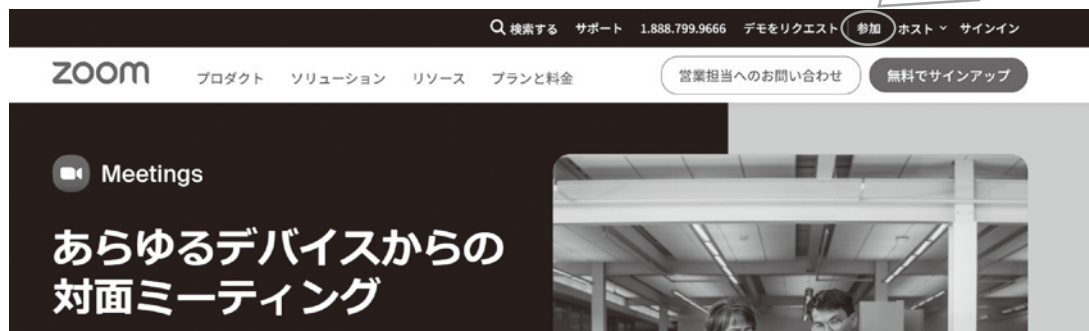 検索する サポート 1.888.799.9666 デモをリクエスト 参加 ホスト サインイン
zoom プロダクト ソリューション リソース プランと料金 営業担当へのお問い合わせ 無料でサインアップ
Meetings
あらゆるデバイスからの
対面ミーティング